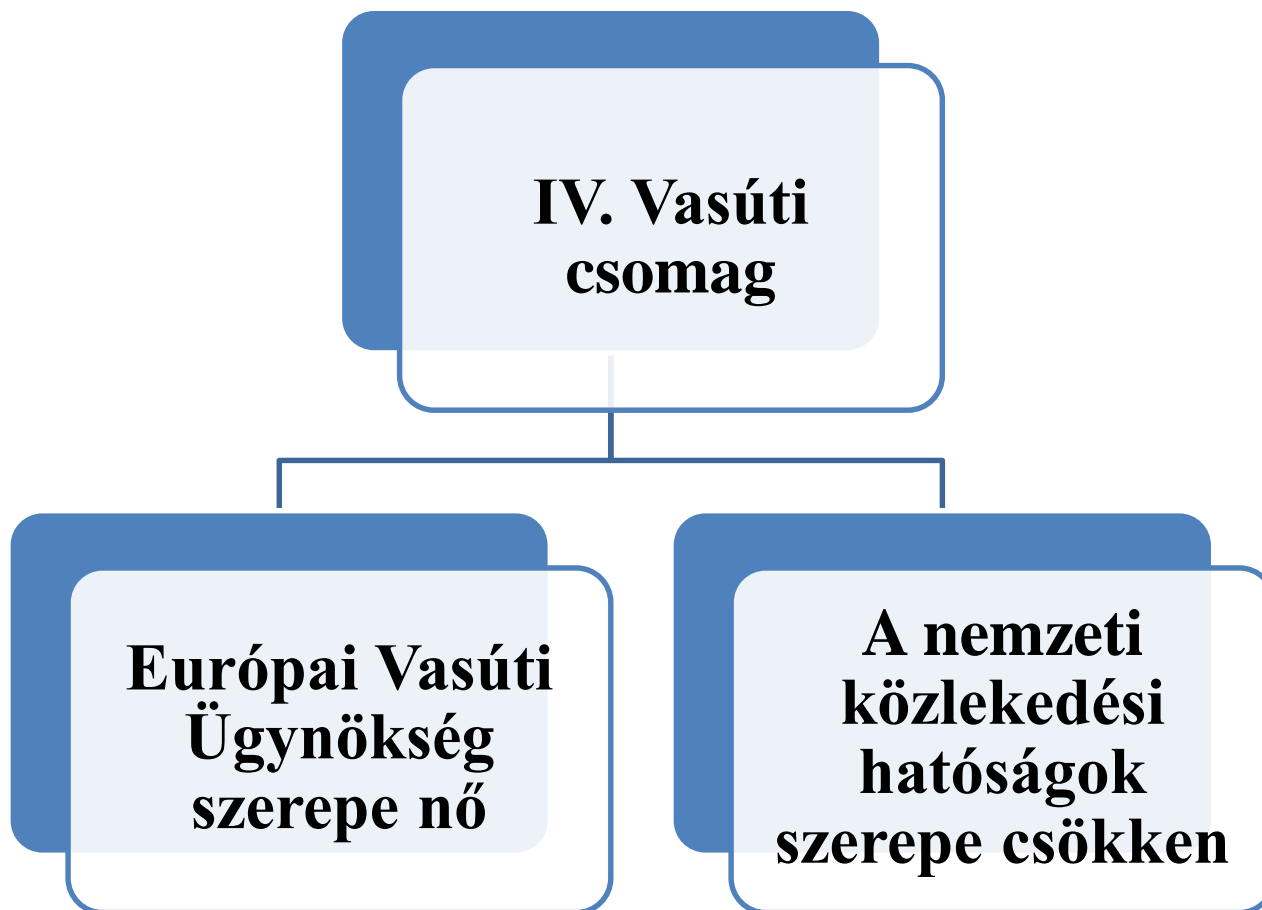 IV. Vasúti
csomag
Európai Vasúti
Ügynökség
szerepe nő
A nemzeti
közlekedési
hatóságok
szerepe csökken